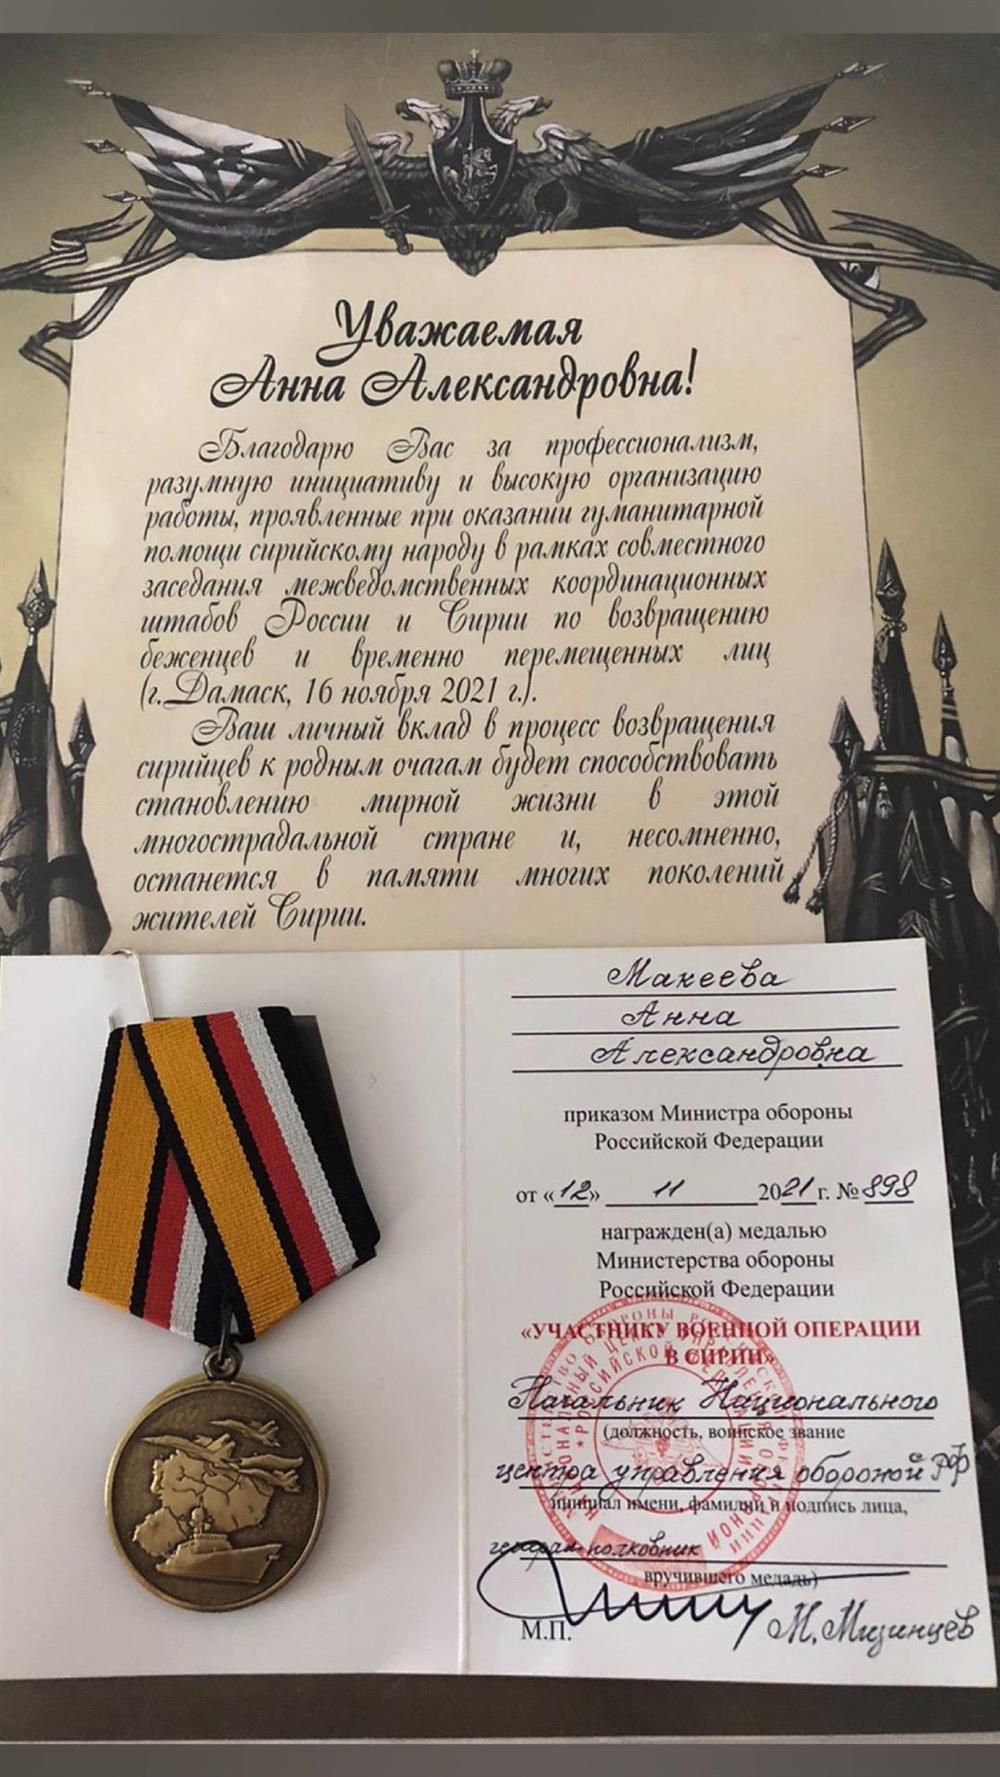 Уважаемая
Анна Александровна!
Благодарю Вас за профессионализм,
разумную инициативу и высокую организацию
работы, проявленные при оказании гуманитарной
помощи сирийскому народу в рамках совместного
заседания межведомственных координационных
штабов России и Сирии по возвращению
беженцев и временно перемещенных лиц
(г. Дамаск, 16 ноября 2021 г.).
Ваш личный вклад в процесс возвращения
сирийцев к родным очагам будет способствовать
становлению мирной жизни в этой
многострадальной стране и, несомненно,
останется в памяти многих поколений
жителей Сирии.
Макеева
Анна
Александровна
приказом Министра обороны
Российской Федерации
от «12» 11 2021 г. № 898
награжден(а) медалью
Министерства обороны
Российской Федерации
«УЧАСТНИКУ ВОЕННОЙ ОПЕРАЦИИ
В СИРИИ»
Начальник Национального
(должность, воинское звание
центра управления обороной РФ
инициал имени, фамилия и подпись лица,
генерал-полковник
вручившего медаль)
М.П.
М. Мизинцев